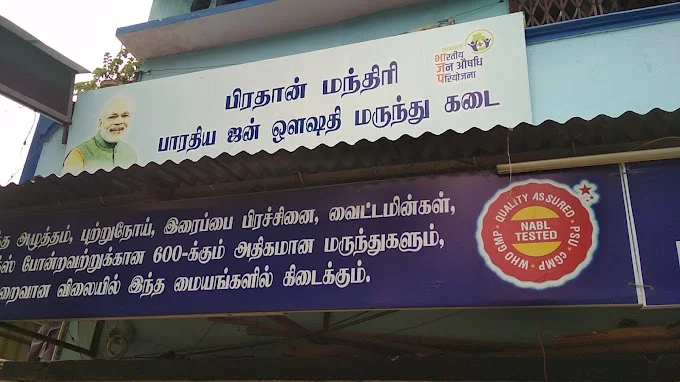 பிரதான் மந்திரி
பாரதிய ஜன் ஔஷதி மருந்து கடை
भारतीय
जन औषधि
परियोजना
அழுத்தம், புற்றுநோய், இரைப்பை பிரச்சினை, வைட்டமின்கள்,
போன்றவற்றுக்கான 600-க்கும் அதிகமான மருந்துகளும்,
விலையில் இந்த மையங்களில் கிடைக்கும்.
QUALITY ASSURED
NABL
TESTED
WHO GMP • PSU • CGMP